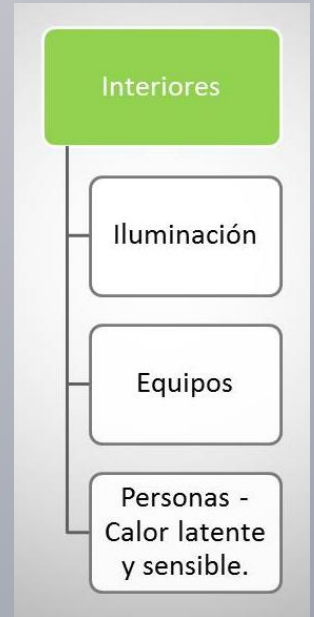 Interiores
Iluminación
Equipos
Personas -
Calor latente
y sensible.